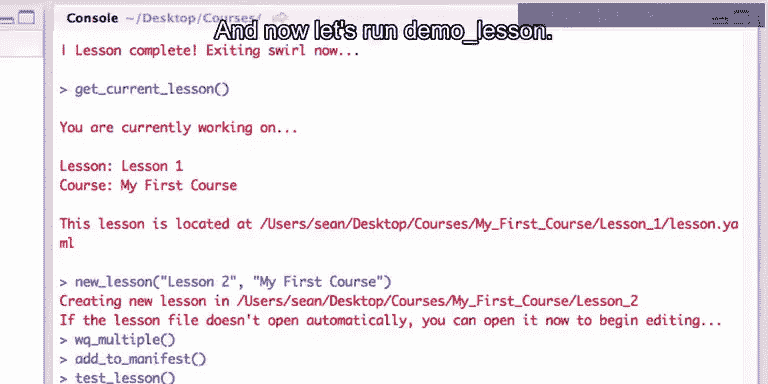 Console ~/Desktop/Courses/
And now let's run demo_lesson.
| Lesson complete! Exiting swirl now...
> get_current_lesson()
You are currently working on...
Lesson: Lesson 1
Course: My First Course
This lesson is located at /Users/sean/Desktop/Courses/My_First_Course/Lesson_1/lesson.ya
ml
> new_lesson("Lesson 2", "My First Course")
Creating new lesson in /Users/sean/Desktop/Courses/My_First_Course/Lesson_2
If the lesson file doesn't open automatically, you can open it now to begin editing...
> wq_multiple()
> add_to_manifest()
> test_lesson()